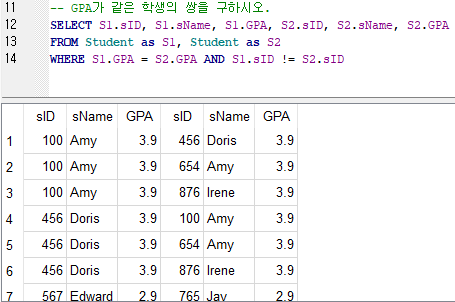 11 -- GPA가 같은 학생의 쌍을 구하시오.
12 SELECT S1.sID, S1.sName, S1.GPA, S2.sID, S2.sName, S2.GPA
13 FROM Student as S1, Student as S2
14 WHERE S1.GPA = S2.GPA AND S1.sID != S2.sID
sID sName GPA sID sName GPA
1 100 Amy 3.9 456 Doris 3.9
2 100 Amy 3.9 654 Amy 3.9
3 100 Amy 3.9 876 Irene 3.9
4 456 Doris 3.9 100 Amy 3.9
5 456 Doris 3.9 654 Amy 3.9
6 456 Doris 3.9 876 Irene 3.9
7 567 Edward 2.9 765 Jay 2.9